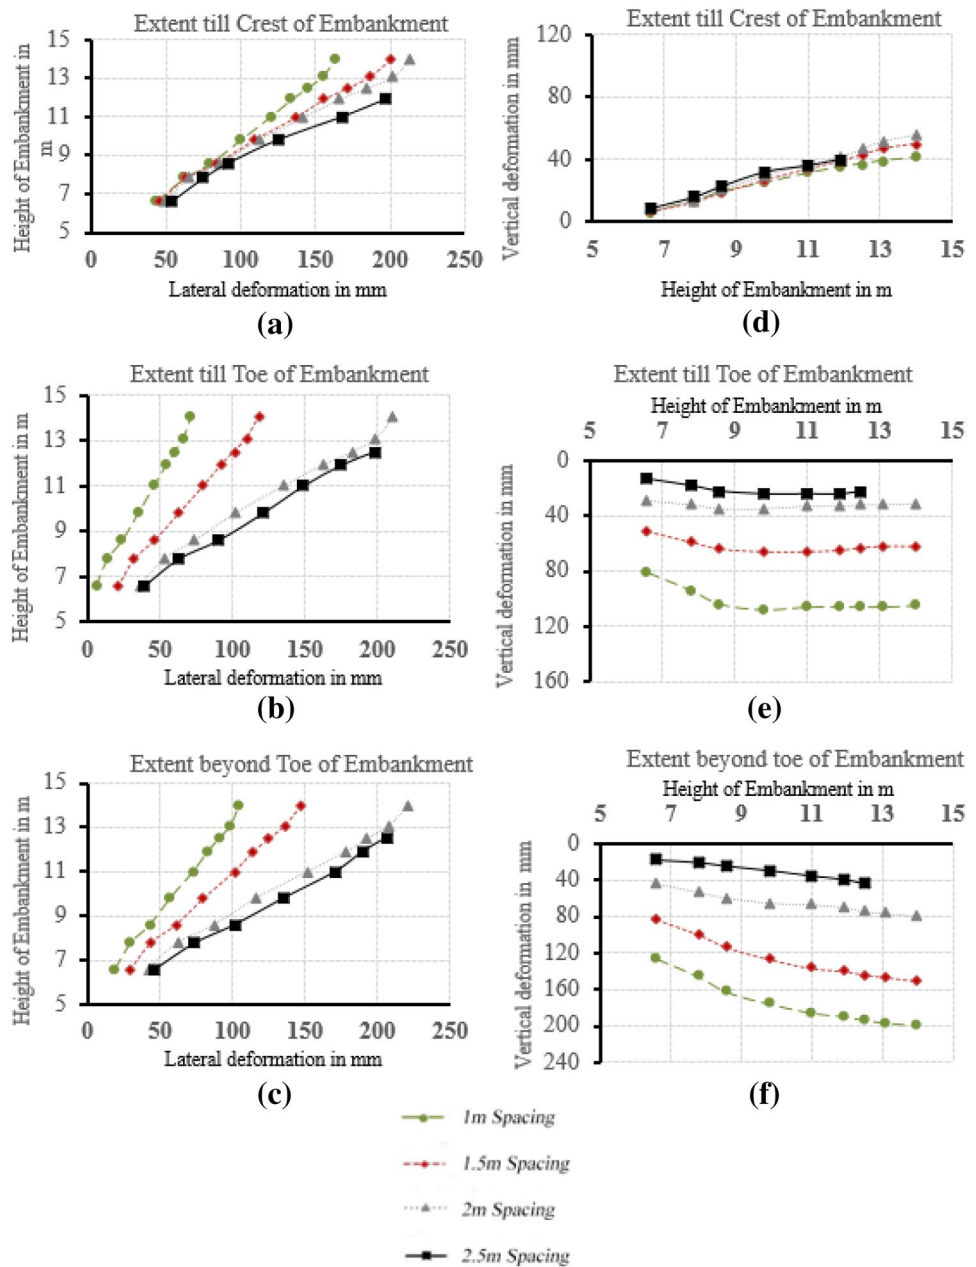 Extent till Crest of Embankment
15
13
11
9
7
5
Height of Embankment in
m
0 50 100 150 200 250
Lateral deformation in mm
(a)
Extent till Crest of Embankment
120
80
40
0
Vertical deformation in mm
5 7 9 11 13 15
Height of Embankment in m
(d)
Extent till Toe of Embankment
15
13
11
9
7
5
Height of Embankment in m
0 50 100 150 200 250
Lateral deformation in mm
(b)
Extent till Toe of Embankment
Height of Embankment in m
5 7 9 11 13 15
0
40
80
120
160
Vertical deformation in mm
(e)
Extent beyond Toe of Embankment
15
13
11
9
7
5
Height of Embankment in m
0 50 100 150 200 250
Lateral deformation in mm
(c)
Extent beyond toe of Embankment
Height of Embankment in m
5 7 9 11 13 15
0
40
80
120
160
200
240
Vertical deformation in mm
(f)
1m Spacing
1.5m Spacing
2m Spacing
2.5m Spacing